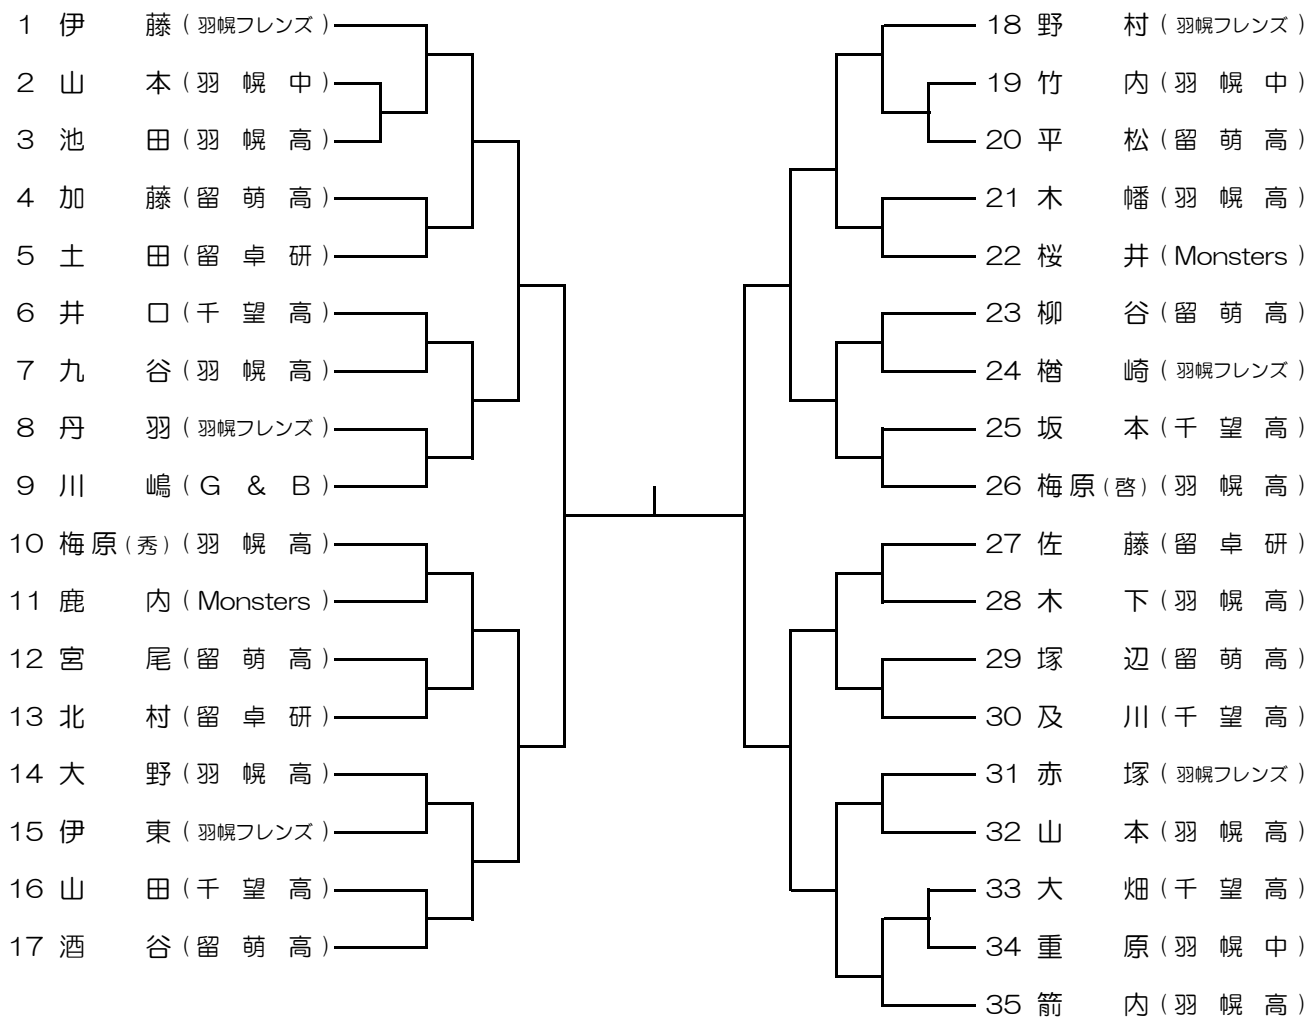 1 伊藤(羽幌フレンズ)
2 山本(羽幌中)
3 池田(羽幌高)
4 加藤(留萌高)
5 土田(留卓研)
6 井口(千望高)
7 九谷(羽幌高)
8 丹羽(羽幌フレンズ)
9 川嶋(G & B)
10 梅原(秀)(羽幌高)
11 鹿内(Monsters)
12 宮尾(留萌高)
13 北村(留卓研)
14 大野(羽幌高)
15 伊東(羽幌フレンズ)
16 山田(千望高)
17 酒谷(留萌高)
18 野村(羽幌フレンズ)
19 竹内(羽幌中)
20 平松(留萌高)
21 木幡(羽幌高)
22 桜井(Monsters)
23 柳谷(留萌高)
24 楢崎(羽幌フレンズ)
25 坂本(千望高)
26 梅原(啓)(羽幌高)
27 佐藤(留卓研)
28 木下(羽幌高)
29 塚辺(留萌高)
30 及川(千望高)
31 赤塚(羽幌フレンズ)
32 山本(羽幌高)
33 大畑(千望高)
34 重原(羽幌中)
35 箭内(羽幌高)